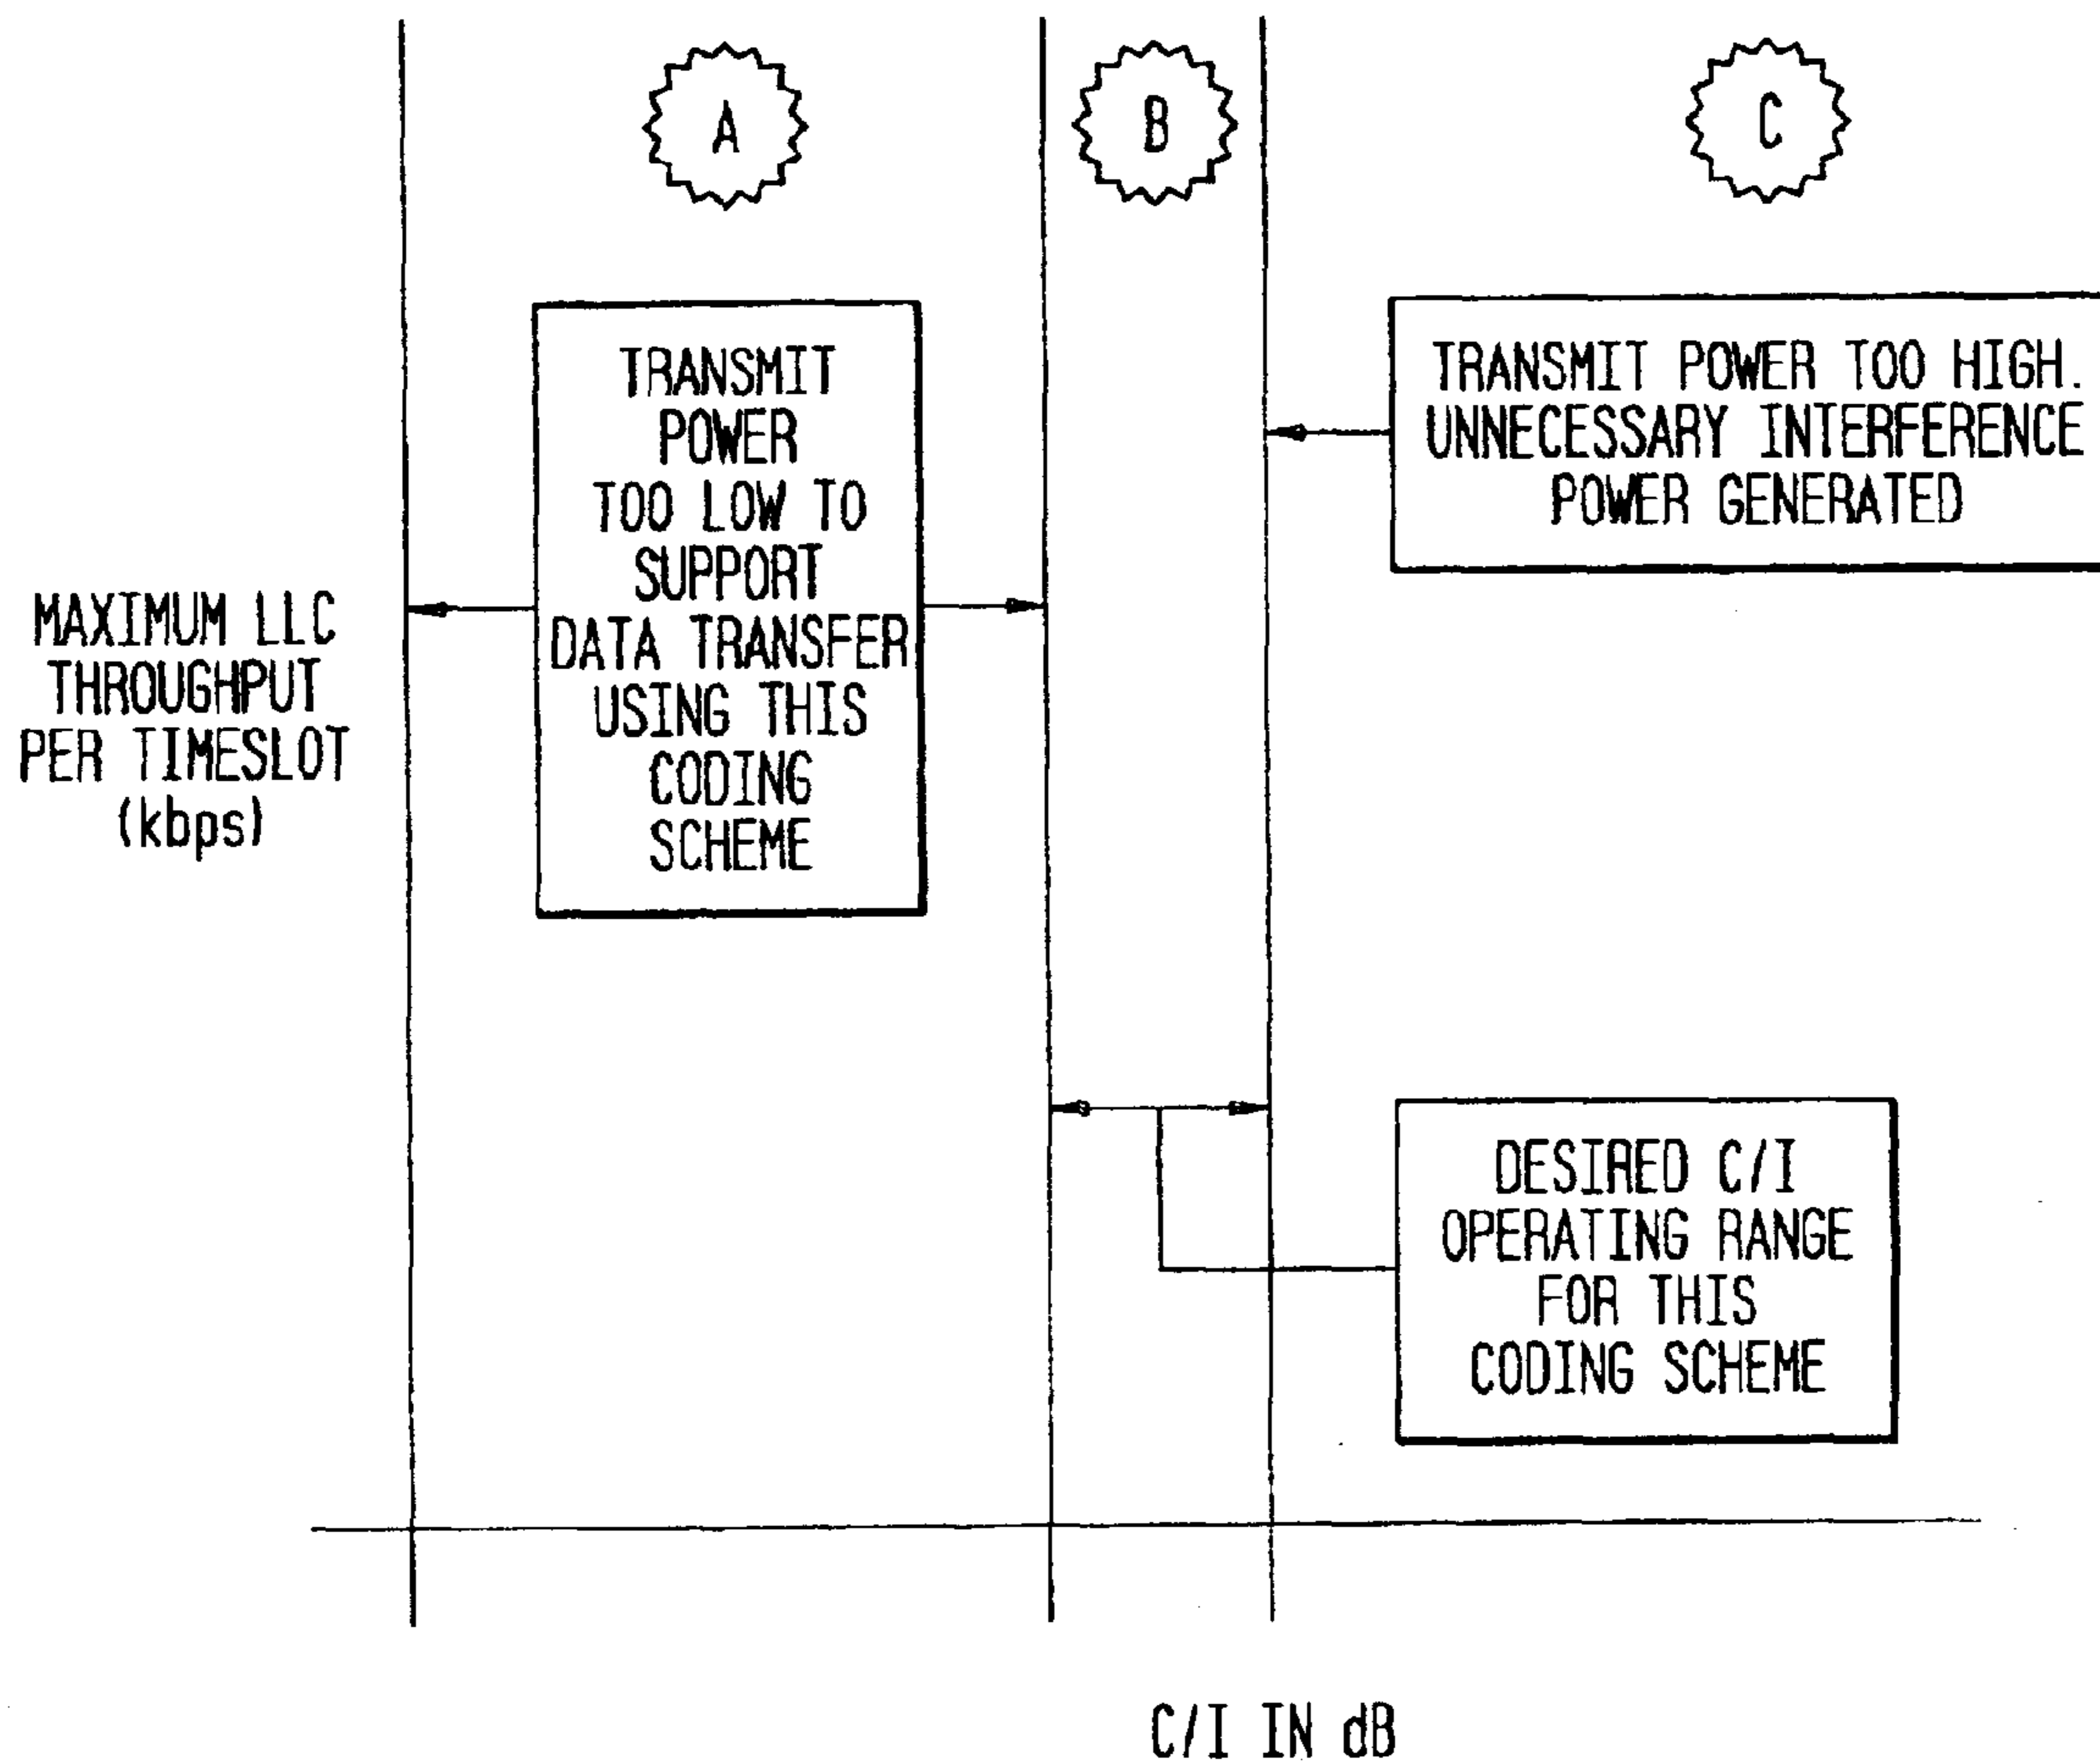 A
B
C
TRANSMIT
POWER
TOO LOW TO
SUPPORT
DATA TRANSFER
USING THIS
CODING
SCHEME
TRANSMIT POWER TOO HIGH.
UNNECESSARY INTERFERENCE
POWER GENERATED
MAXIMUM LLC
THROUGHPUT
PER TIMESLOT
(kbps)
DESIRED C/I
OPERATING RANGE
FOR THIS
CODING SCHEME
C/I IN dB